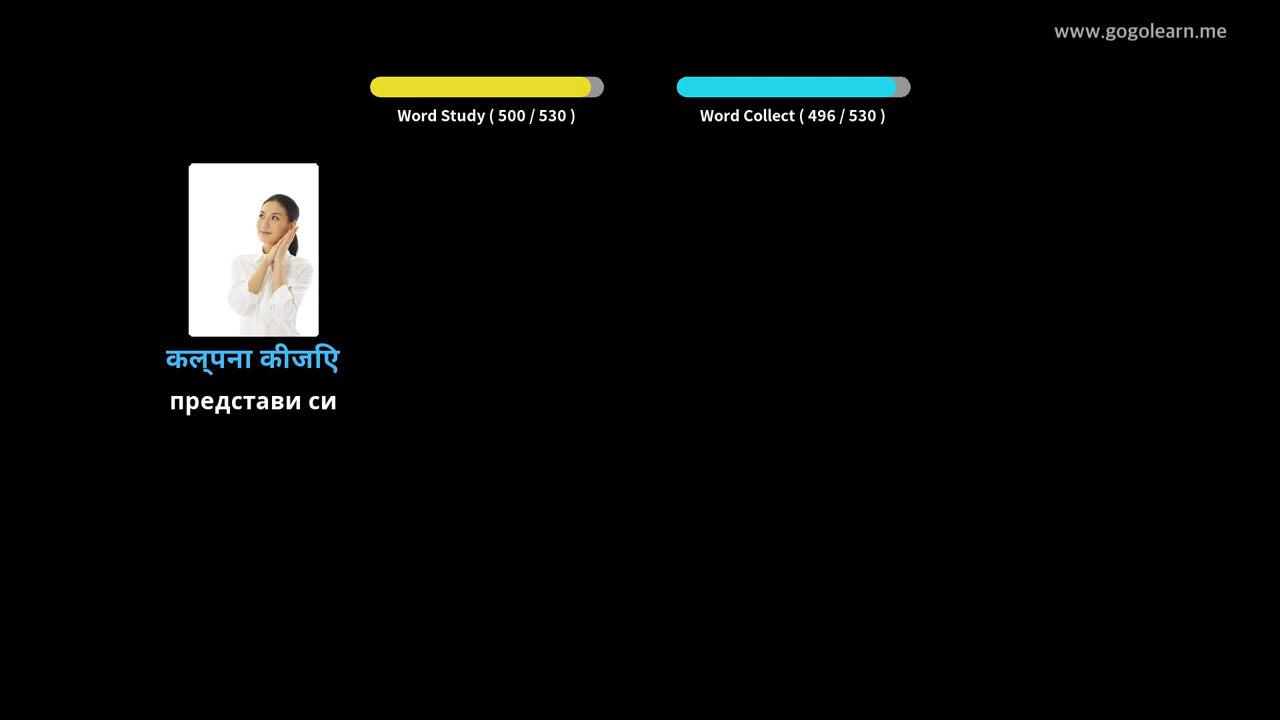 www.gogolearn.me
Word Study ( 500 / 530 )
Word Collect ( 496 / 530 )
कल्पना कीजिए
представи си